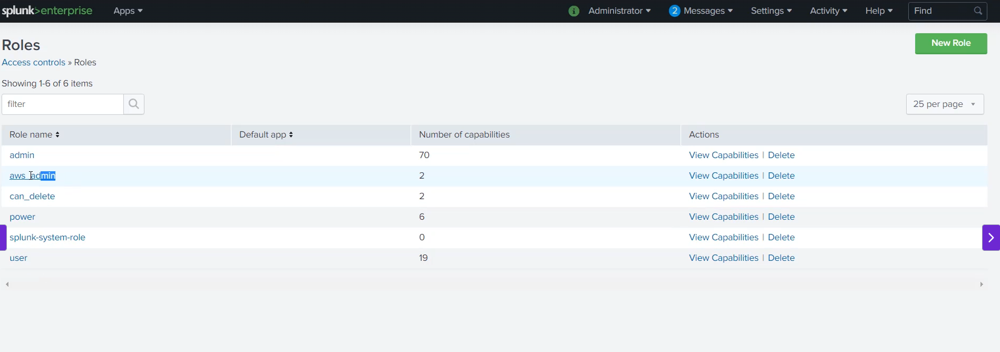 splunk>enterprise Apps Administrator 2 Messages Settings Activity Help Find
Roles
New Role
Access controls » Roles
Showing 1-6 of 6 items
filter
25 per page
Role name Default app Number of capabilities Actions
admin 70 View Capabilities | Delete
aws_admin 2 View Capabilities | Delete
can_delete 2 View Capabilities | Delete
power 6 View Capabilities | Delete
splunk-system-role 0 View Capabilities | Delete
user 19 View Capabilities | Delete